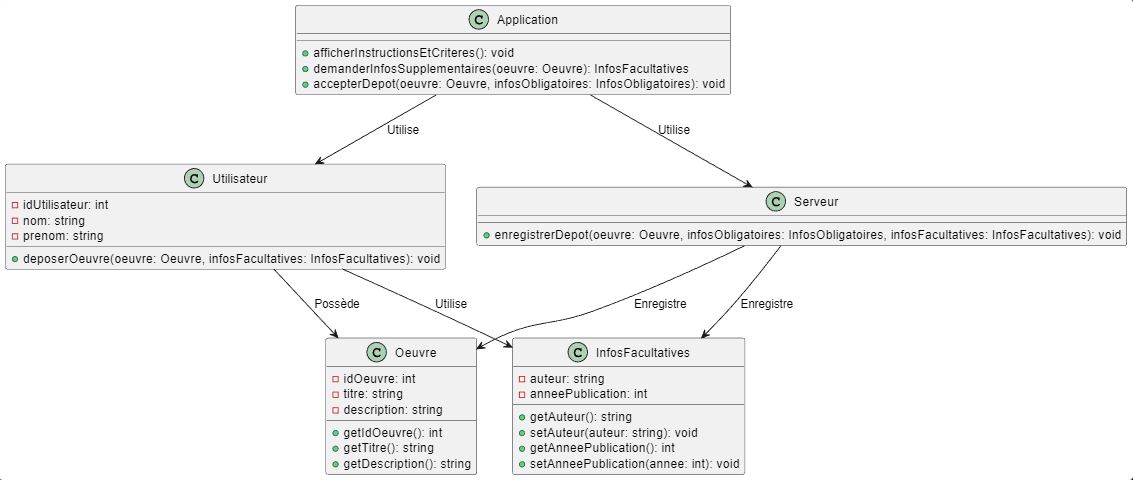 C Application
afficherInstructionsEtCriteres(): void
demanderInfosSupplementaires(oeuvre: Oeuvre): InfosFacultatives
accepterDepot(oeuvre: Oeuvre, infosObligatoires: InfosObligatoires): void
Utilise
Utilise
C Utilisateur
idUtilisateur: int
nom: string
prenom: string
deposerOeuvre(oeuvre: Oeuvre, infosFacultatives: InfosFacultatives): void
C Serveur
enregistrerDepot(oeuvre: Oeuvre, infosObligatoires: InfosObligatoires, infosFacultatives: InfosFacultatives): void
Possède
Utilise
Enregistre
Enregistre
C Oeuvre
idOeuvre: int
titre: string
description: string
getIdOeuvre(): int
getTitre(): string
getDescription(): string
C InfosFacultatives
auteur: string
anneePublication: int
getAuteur(): string
setAuteur(auteur: string): void
getAnneePublication(): int
setAnneePublication(annee: int): void